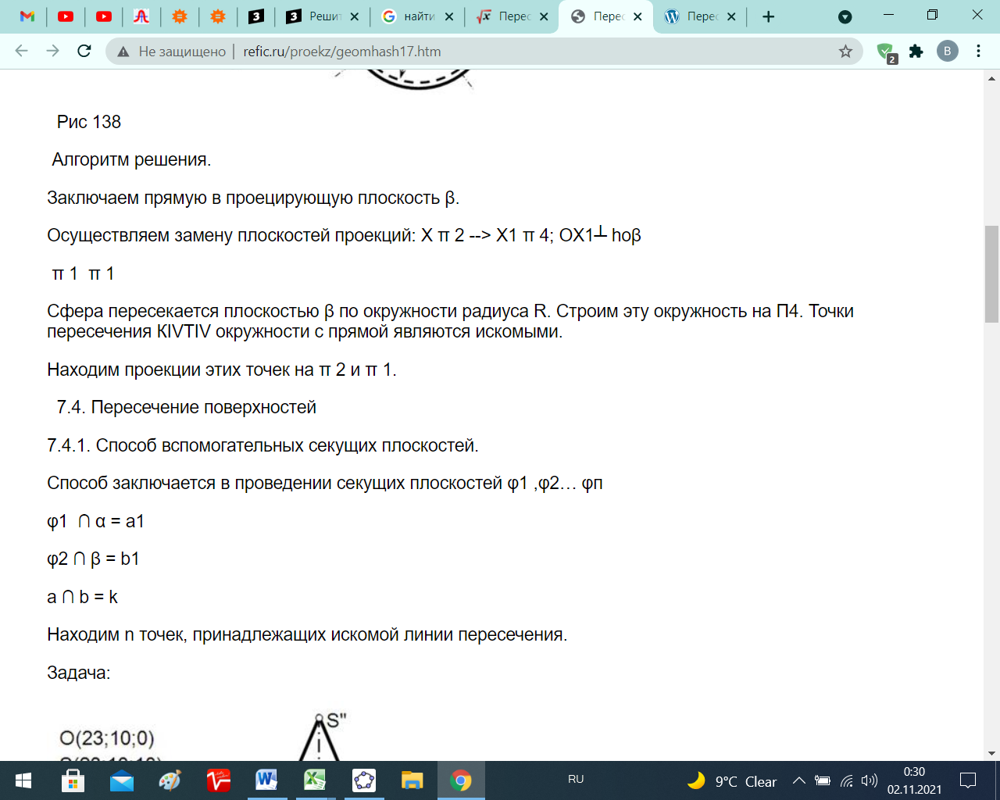 3
3
Решит
найти
Перес
Перес
Перес
Не защищено
refic.ru/proekz/geomhash17.htm
2
B
Рис 138
Алгоритм решения.
Заключаем прямую в проецирующую плоскость β.
Осуществляем замену плоскостей проекций: X π 2 --> X1 π 4; OX1┴ hoβ
π 1 π 1
Сфера пересекается плоскостью β по окружности радиуса R. Строим эту окружность на П4. Точки
пересечения KIVTIV окружности с прямой являются искомыми.
Находим проекции этих точек на π 2 и π 1.
7.4. Пересечение поверхностей
7.4.1. Способ вспомогательных секущих плоскостей.
Способ заключается в проведении секущих плоскостей φ1 ,φ2… φп
φ1 ∩ α = a1
φ2 ∩ β = b1
a ∩ b = k
Находим n точек, принадлежащих искомой линии пересечения.
Задача:
S"
O(23;10;0)
RU
9°C Clear
0:30
02.11.2021